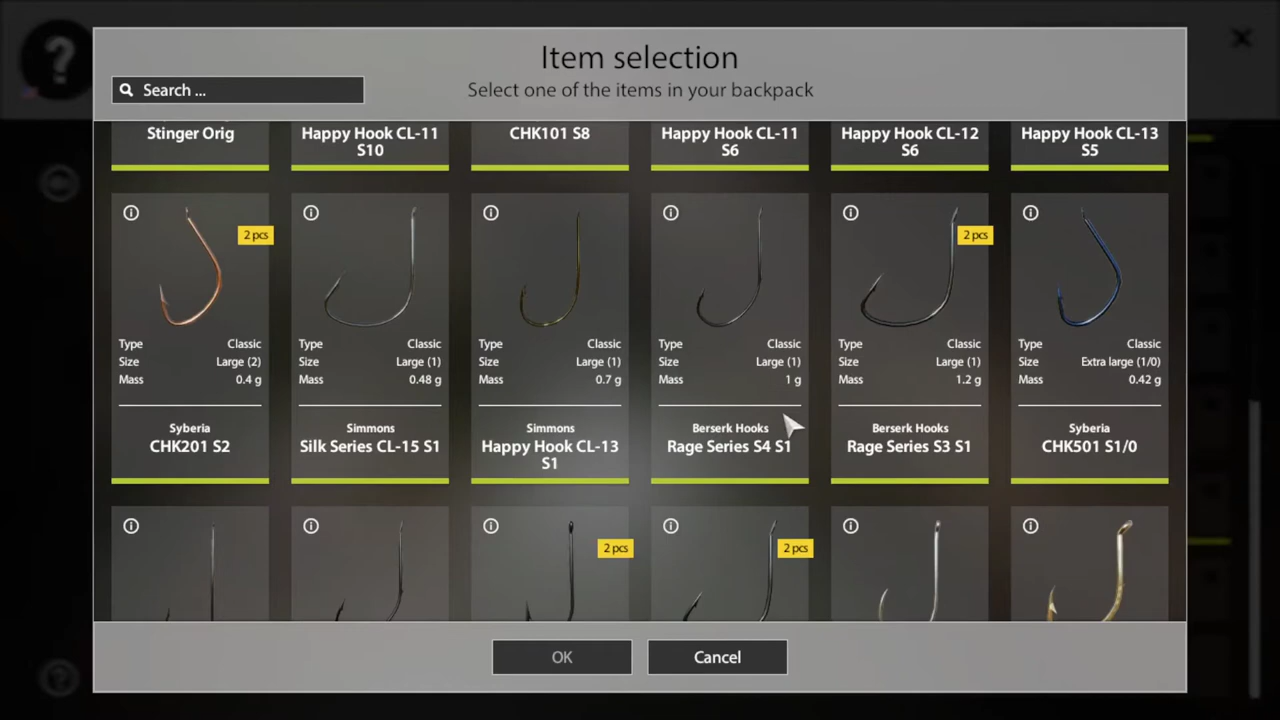 Item selection
Search ...
Select one of the items in your backpack
Stinger Orig
Happy Hook CL-11
S10
CHK101 S8
Happy Hook CL-11
S6
Happy Hook CL-12
S6
Happy Hook CL-13
S5
2 pcs
Type Classic
Size Large (2)
Mass 0.4 g
Syberia
CHK201 S2
Type Classic
Size Large (1)
Mass 0.48 g
Simmons
Silk Series CL-15 S1
Type Classic
Size Large (1)
Mass 0.7 g
Simmons
Happy Hook CL-13
S1
Type Classic
Size Large (1)
Mass 1 g
Berserk Hooks
Rage Series S4 S1
2 pcs
Type Classic
Size Large (1)
Mass 1.2 g
Berserk Hooks
Rage Series S3 S1
Type Classic
Size Extra large (1/0)
Mass 0.42 g
Syberia
CHK501 S1/0
2 pcs
2 pcs
OK
Cancel